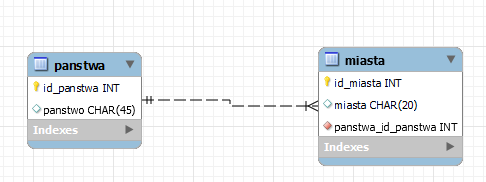 panstwa
id_panstwa INT
panstwo CHAR(45)
Indexes
miasta
id_miasta INT
miasta CHAR(20)
panstwa_id_panstwa INT
Indexes